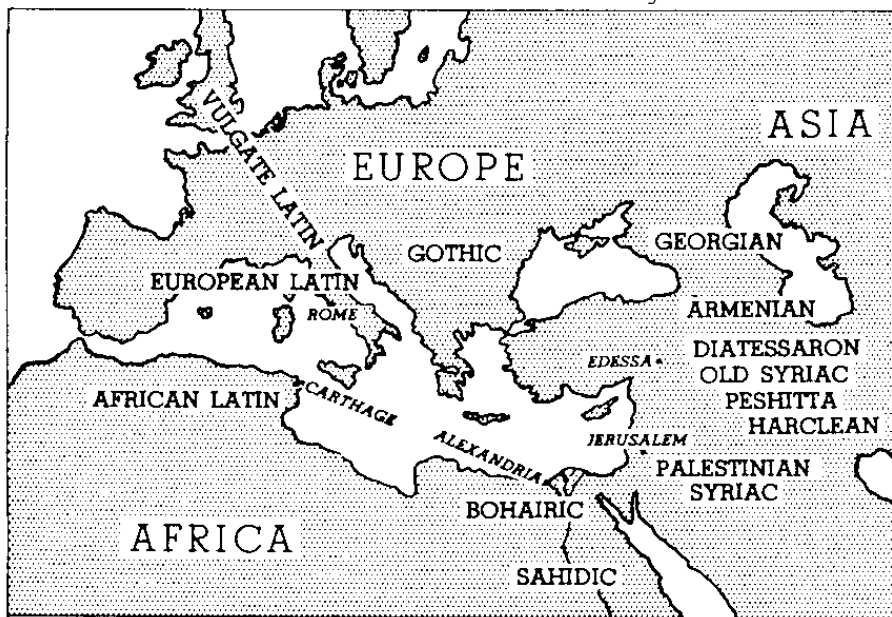 ASIA
EUROPE
VULGATE LATIN
GOTHIC
GEORGIAN
EUROPEAN LATIN
ROME
ARMENIAN
EDESSA
DIATESSARON
OLD SYRIAC
PESHITTA
HARCLEAN
AFRICAN LATIN
CARTHAGE
ALEXANDRIA
JERUSALEM
PALESTINIAN
SYRIAC
BOHAIRIC
AFRICA
SAHIDIC